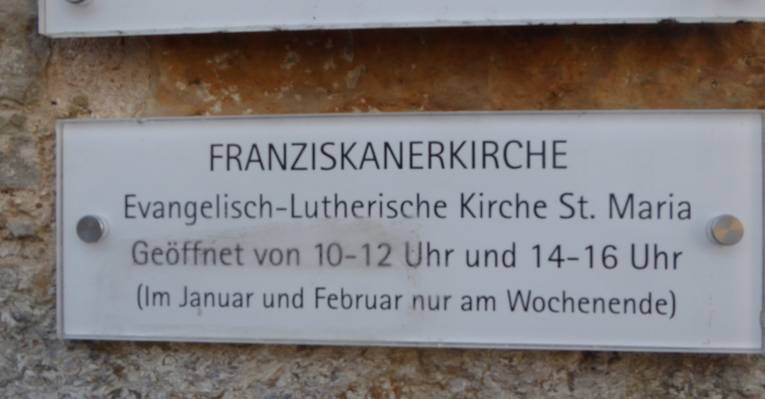 FRANZISKANERKIRCHE
Evangelisch-Lutherische Kirche St. Maria
Geöffnet von 10-12 Uhr und 14-16 Uhr
(Im Januar und Februar nur am Wochenende)